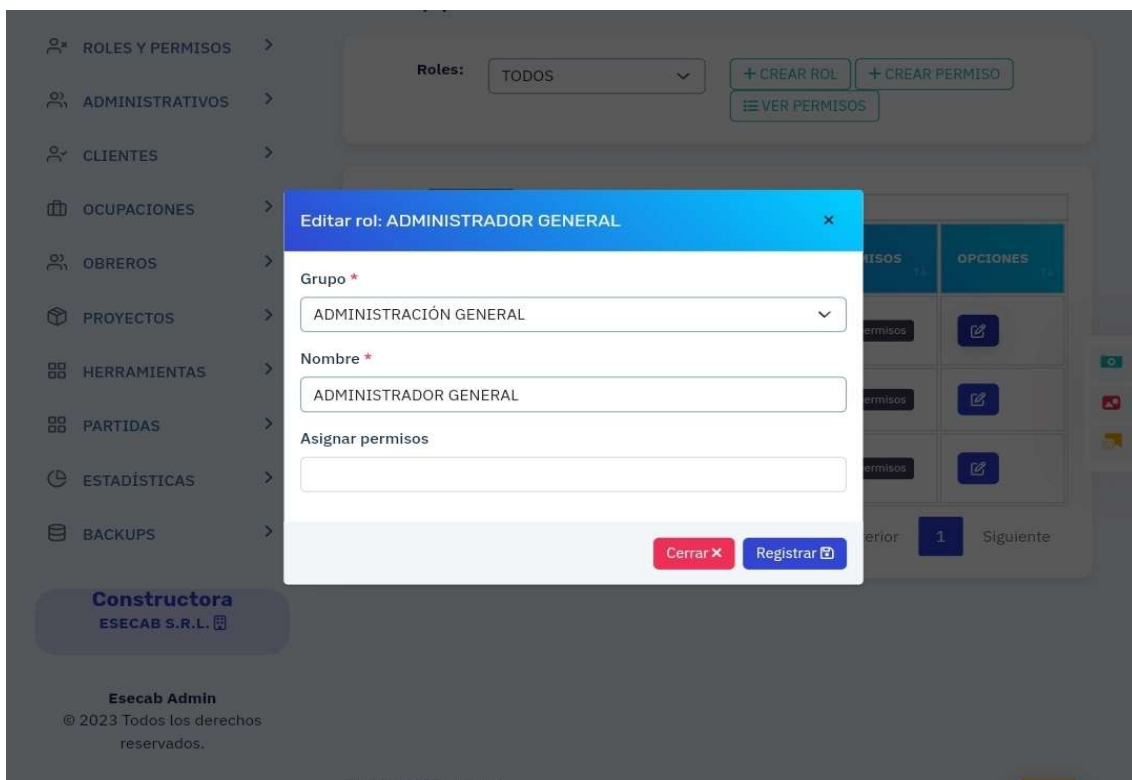 ROLES Y PERMISOS
ADMINISTRATIVOS
CLIENTES
OCUPACIONES
OBREROS
PROYECTOS
HERRAMIENTAS
PARTIDAS
ESTADÍSTICAS
BACKUPS
Constructora
ESECAB S.R.L.
Esecab Admin
© 2023 Todos los derechos
reservados.
Roles:
TODOS
+ CREAR ROL
+ CREAR PERMISO
VER PERMISOS
Editar rol: ADMINISTRADOR GENERAL
×
Grupo *
ADMINISTRACIÓN GENERAL
Nombre *
ADMINISTRADOR GENERAL
Asignar permisos
Cerrar ×
Registrar
OPCIONES
1
Siguiente